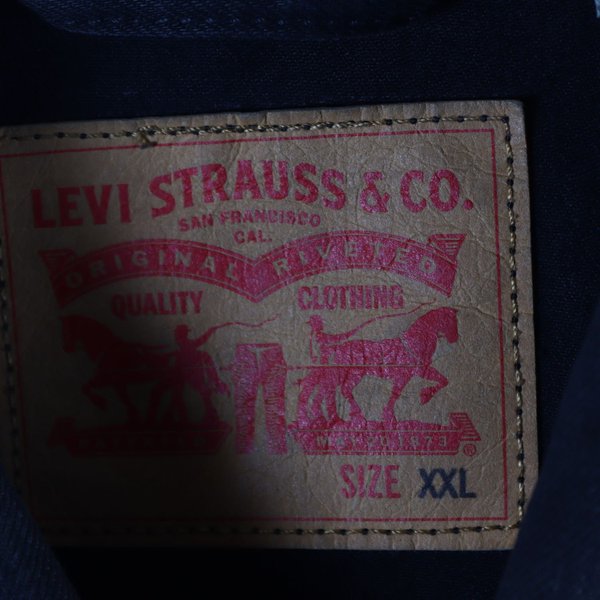 LEVI STRAUSS & CO.
SAN FRANCISCO
CAL.
ORIGINAL RIVETED
QUALITY CLOTHING
®
SIZE XXL